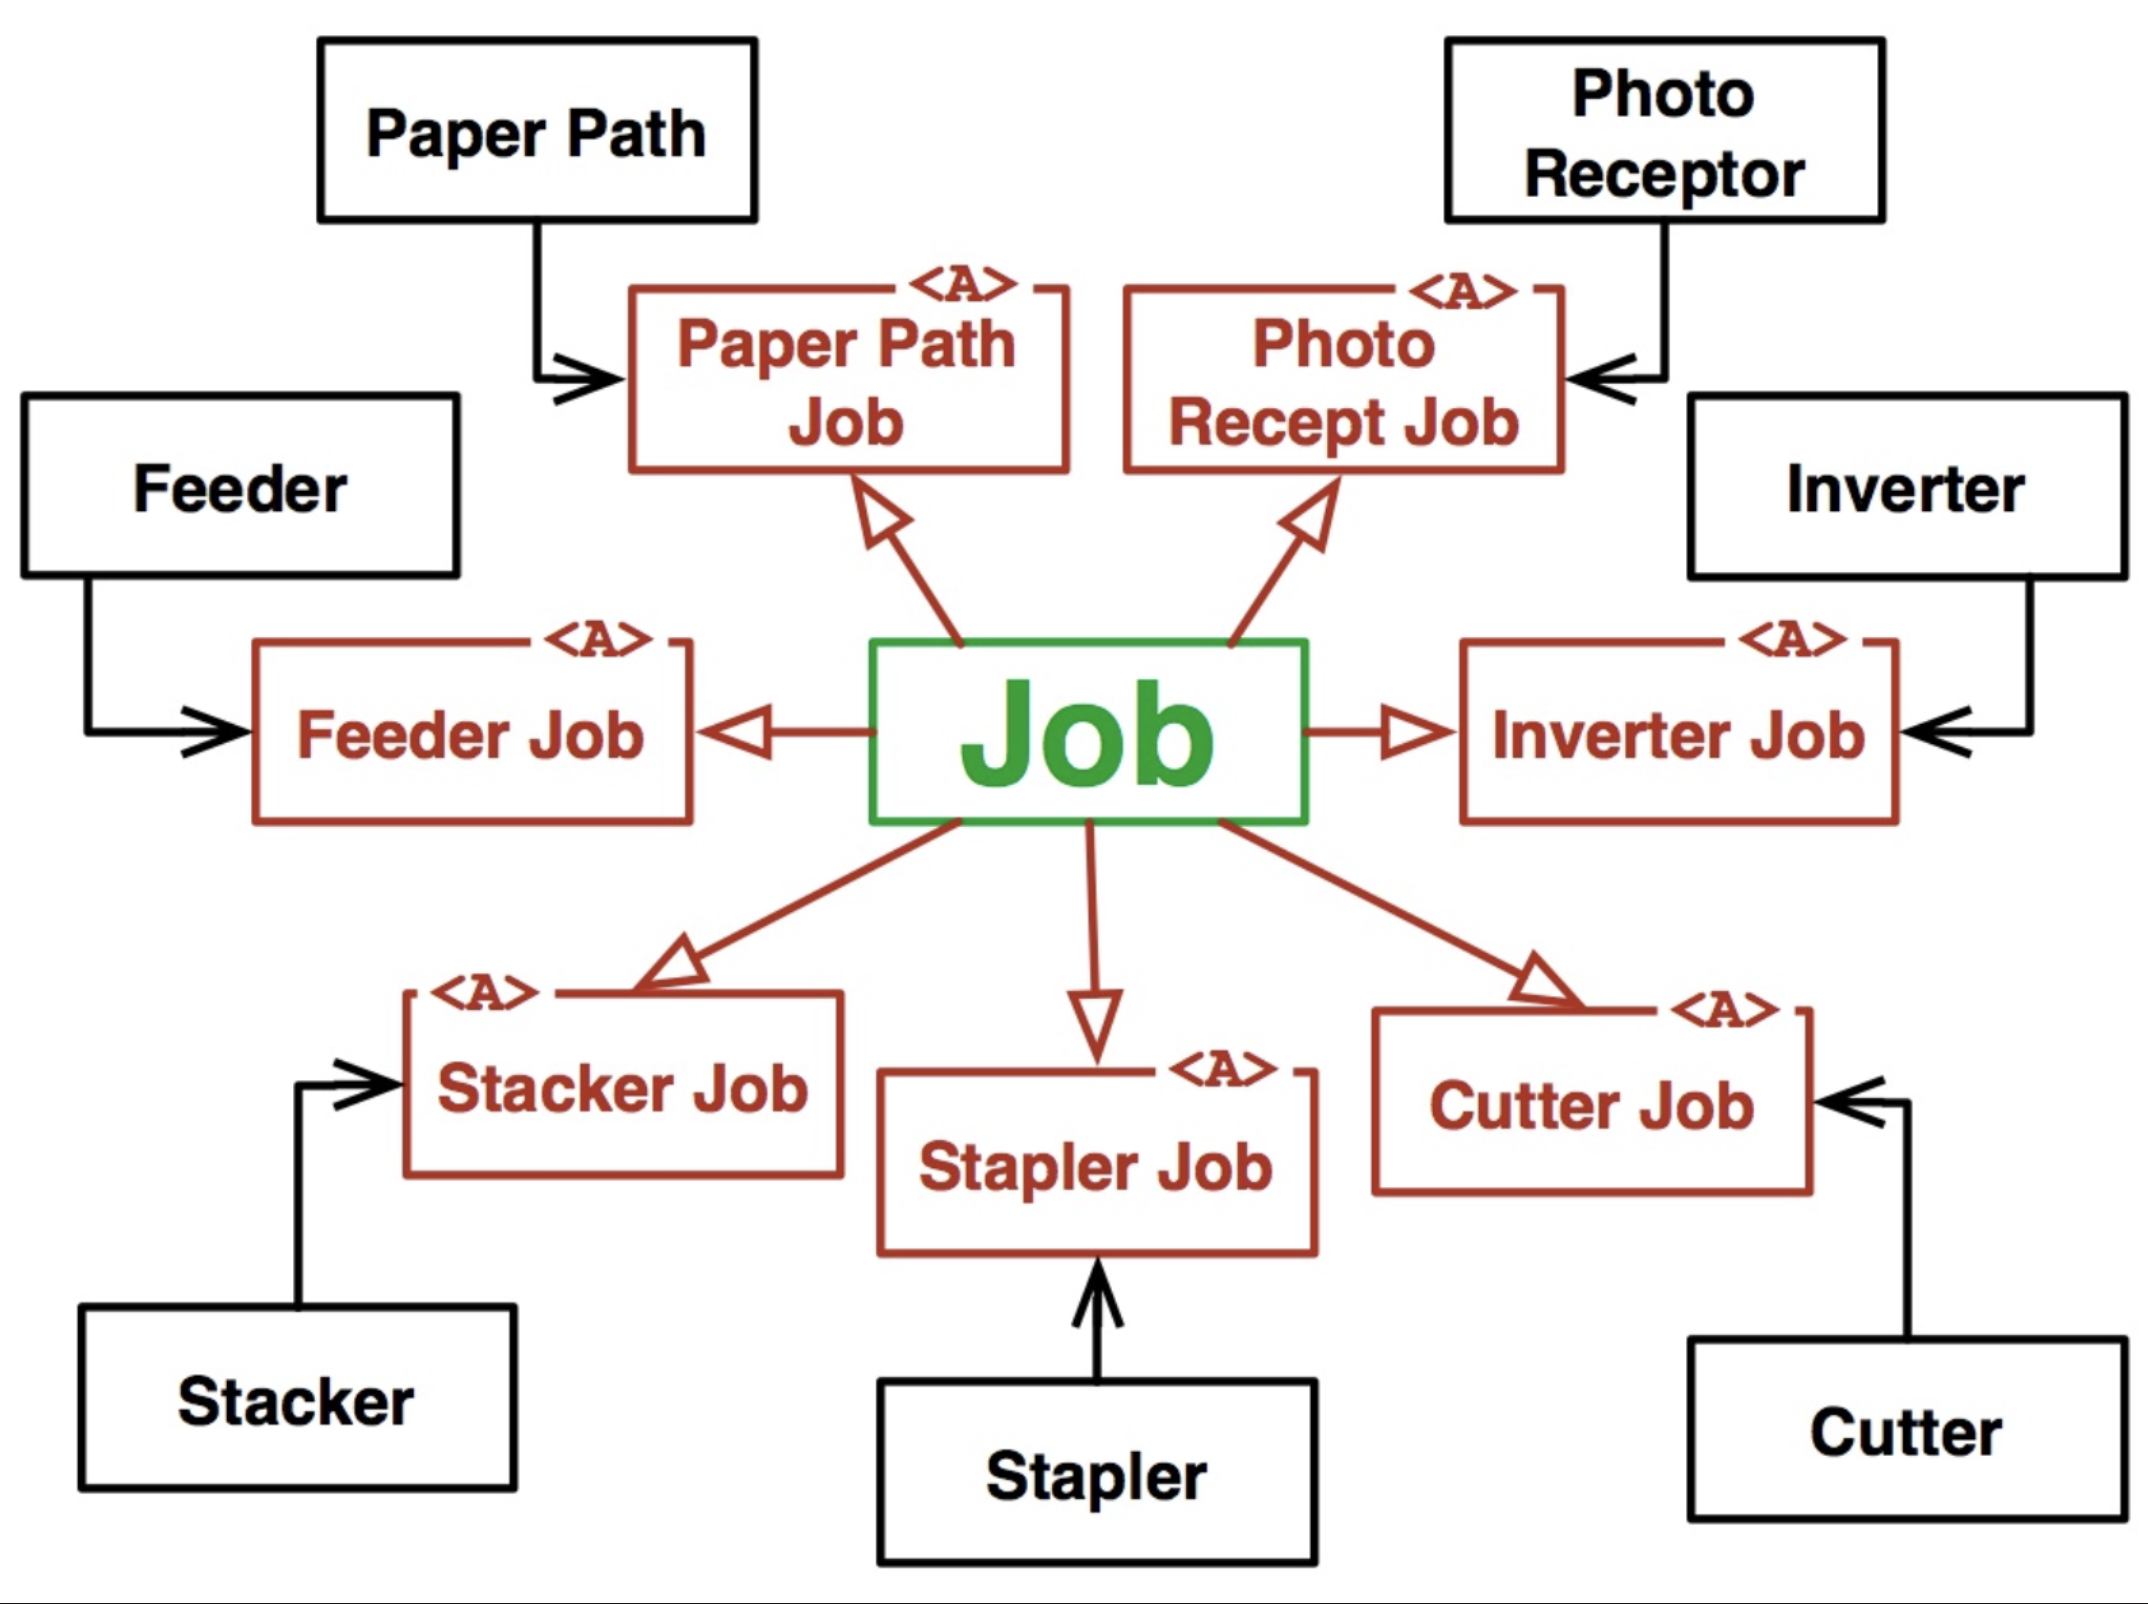 Paper Path
Photo
Receptor
<A>
Paper Path
Job
<A>
Photo
Recept Job
Feeder
Inverter
<A>
Feeder Job
Job
<A>
Inverter Job
<A>
Stacker Job
<A>
Stapler Job
<A>
Cutter Job
Stacker
Stapler
Cutter